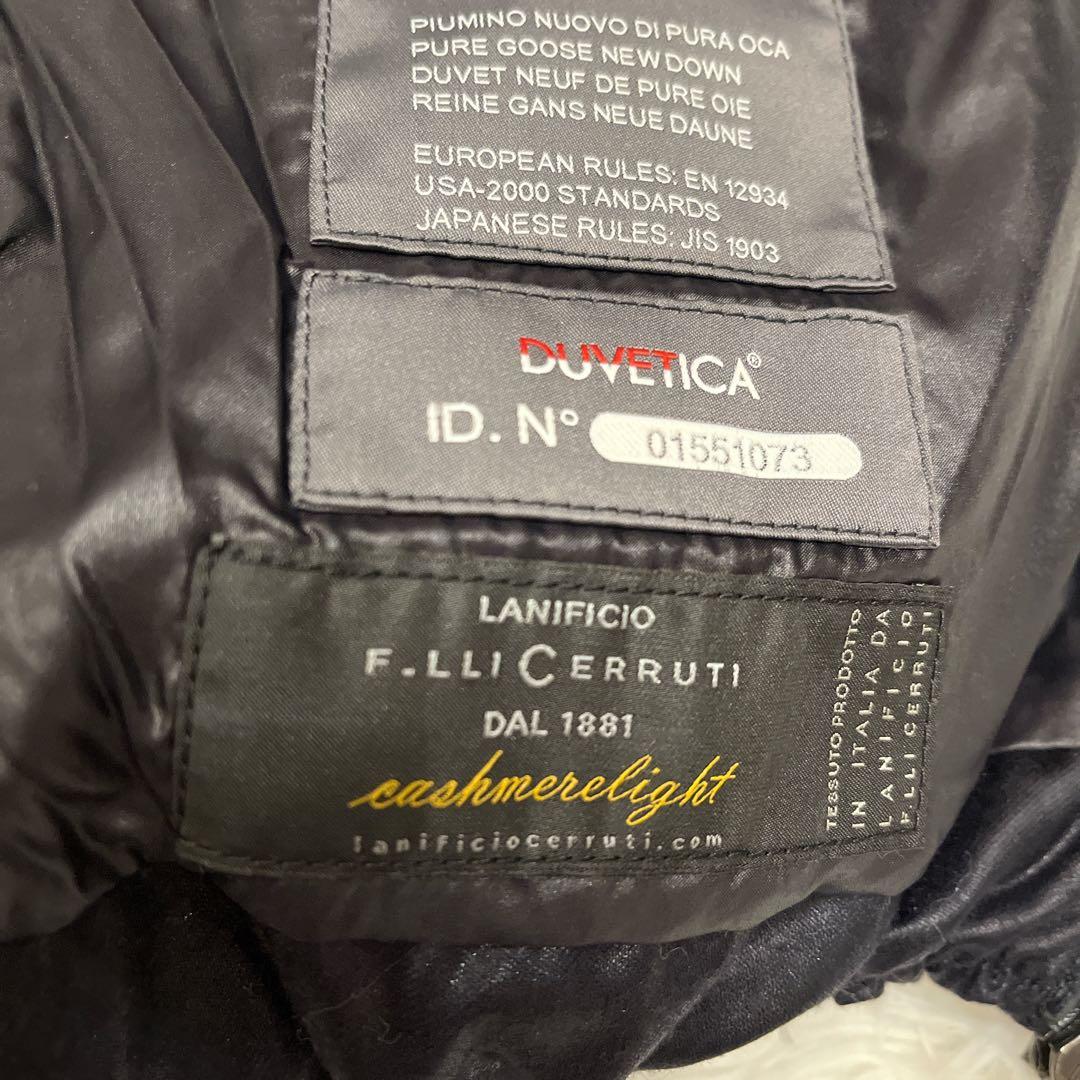 PIUMINO NUOVO DI PURA OCA
PURE GOOSE NEW DOWN
DUVET NEUF DE PURE OIE
REINE GANS NEUE DAUNE
EUROPEAN RULES: EN 12934
USA-2000 STANDARDS
JAPANESE RULES: JIS 1903
DUVETICA®
ID. N° 01551073
LANIFICIO
F.LLI CERRUTI
DAL 1881
cashmerelight
lanificiocerruti.com
TESSUTO PRODOTTO
IN ITALIA DA
LANIFICIO
F.LLI CERRUTI